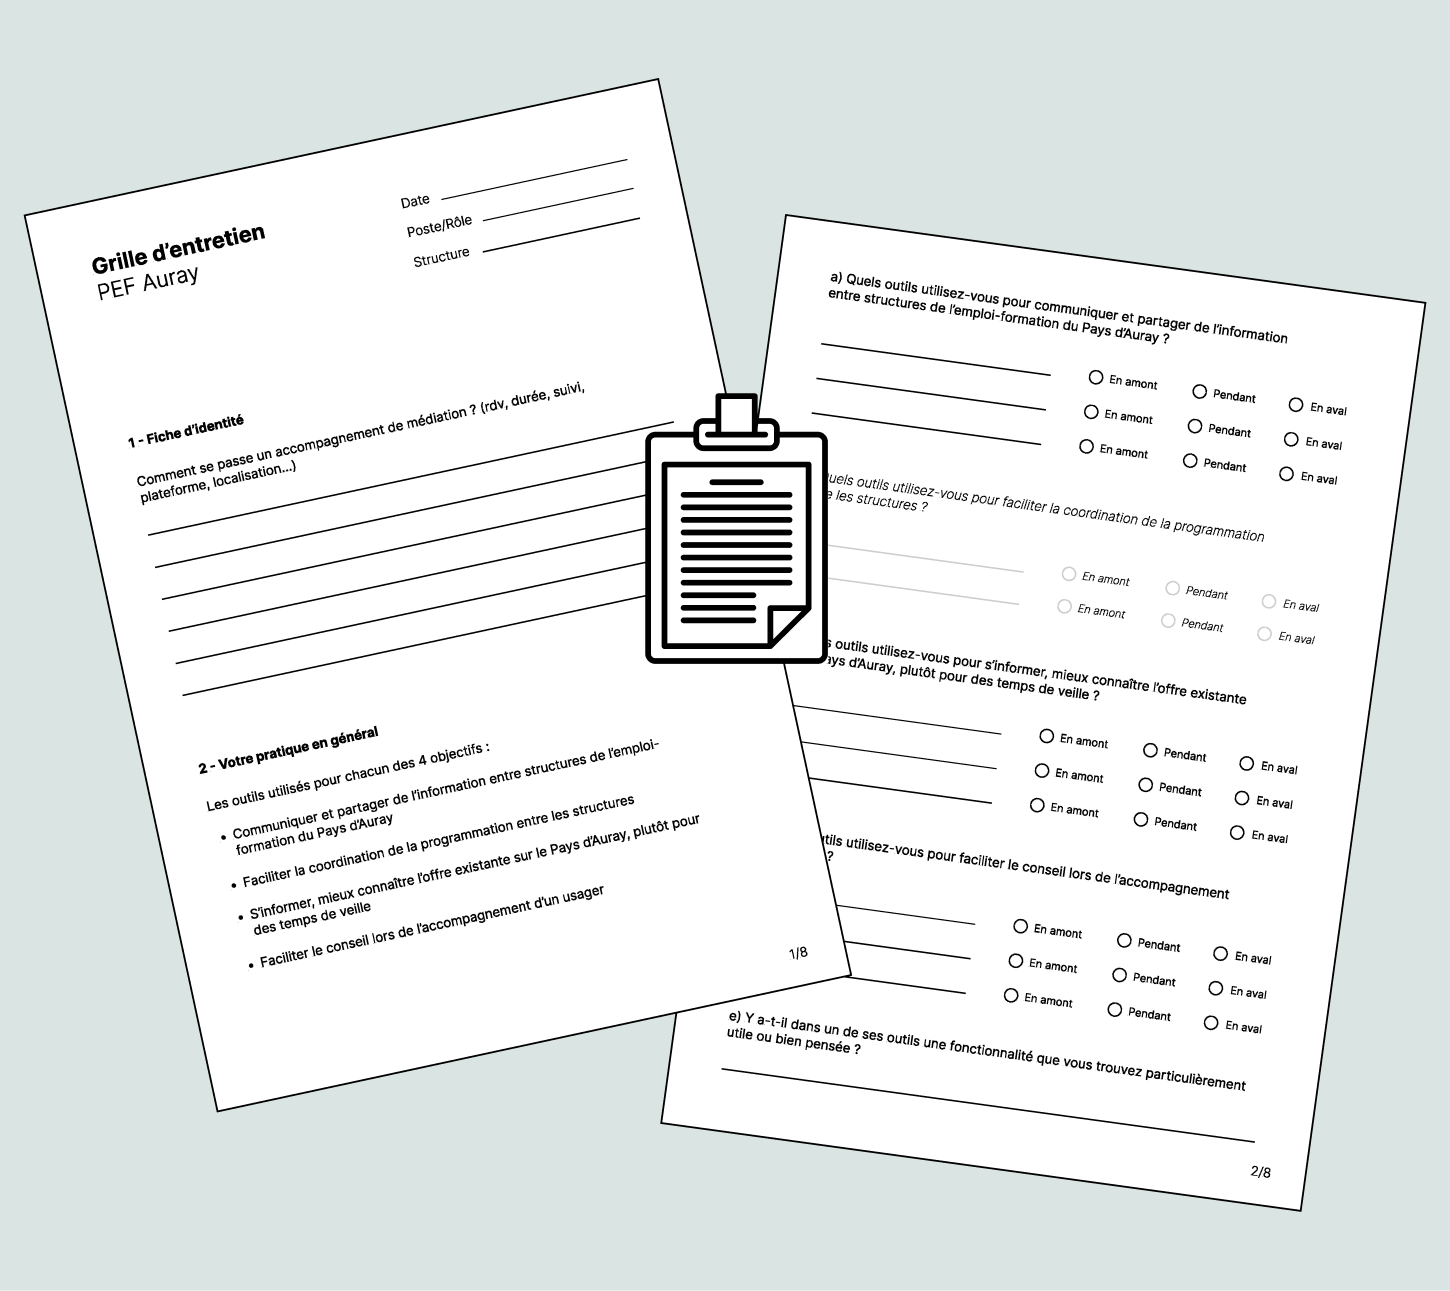 Grille d'entretien
PEF Auray
Date
Poste/Rôle
Structure
1 - Fiche d'identité
Comment se passe un accompagnement de médiation ? (rdv, durée, suivi,
plateforme, localisation...)
2 - Votre pratique en général
Les outils utilisés pour chacun des 4 objectifs :
• Communiquer et partager de l'information entre structures de l'emploi-
formation du Pays d'Auray
• Faciliter la coordination de la programmation entre les structures
• S'informer, mieux connaître l'offre existante sur le Pays d'Auray, plutôt pour
des temps de veille
• Faciliter le conseil lors de l'accompagnement d'un usager
1/8
a) Quels outils utilisez-vous pour communiquer et partager de l'information
entre structures de l'emploi-formation du Pays d'Auray ?
En amont Pendant En aval
En amont Pendant En aval
En amont Pendant En aval
outils utilisez-vous pour faciliter la coordination de la programmation
les structures ?
En amont Pendant En aval
En amont Pendant En aval
outils utilisez-vous pour s'informer, mieux connaître l'offre existante
d'Auray, plutôt pour des temps de veille ?
En amont Pendant En aval
En amont Pendant En aval
En amont Pendant En aval
utilisez-vous pour faciliter le conseil lors de l'accompagnement
?
En amont Pendant En aval
En amont Pendant En aval
En amont Pendant En aval
e) Y a-t-il dans un de ses outils une fonctionnalité que vous trouvez particulièrement
utile ou bien pensée ?
2/8